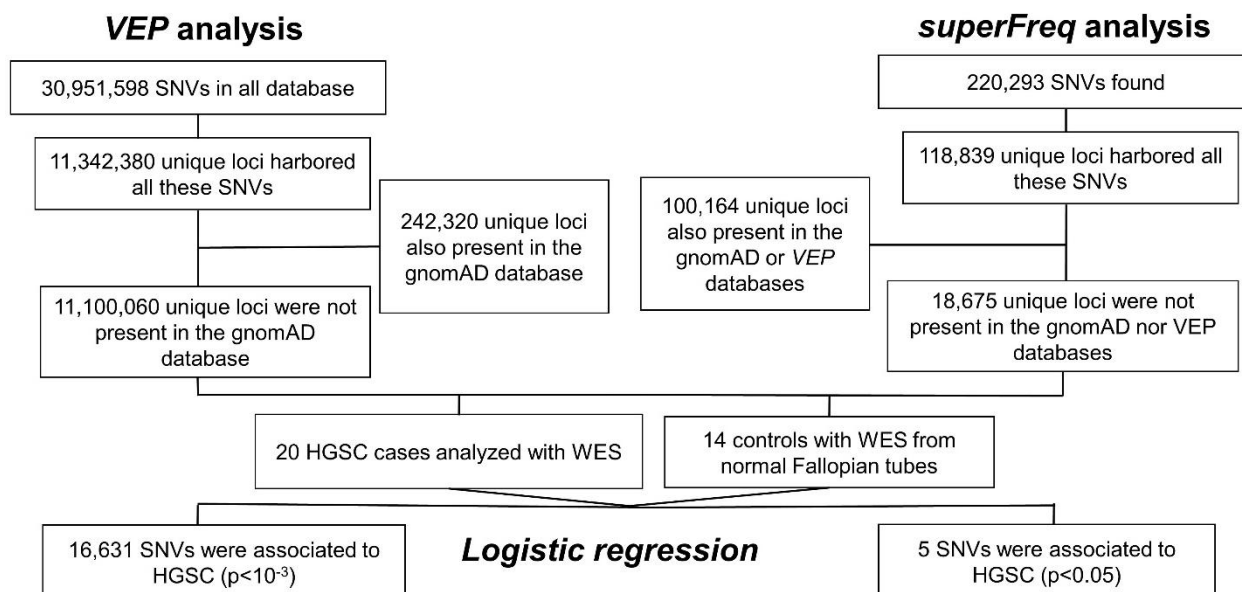 VEP analysis
30,951,598 SNVs in all database
11,342,380 unique loci harbored
all these SNVs
242,320 unique loci
also present in the
gnomAD database
11,100,060 unique loci were not
present in the gnomAD
database
superFreq analysis
220,293 SNVs found
118,839 unique loci harbored all
these SNVs
100,164 unique loci
also present in the
gnomAD or VEP
databases
18,675 unique loci were not
present in the gnomAD nor VEP
databases
20 HGSC cases analyzed with WES
14 controls with WES from
normal Fallopian tubes
16,631 SNVs were associated to
HGSC (p<10⁻³)
Logistic regression
5 SNVs were associated to
HGSC (p<0.05)